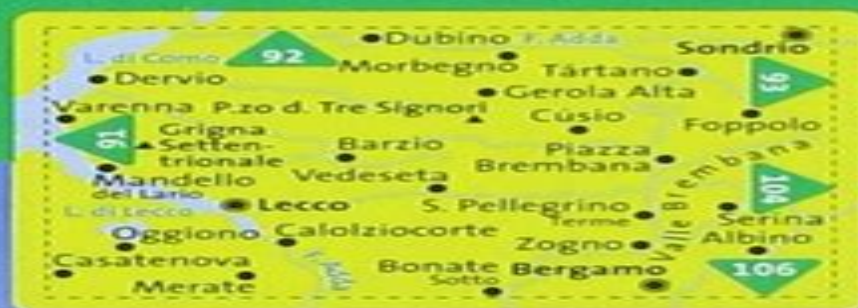 Dubino F. Adda
Sondrio
L. di Como 92
Morbegno Tártano
Dervio
93
Gerola Alta
Varenna P.zo d. Tre Signori
Cúsio Foppolo
91 Grigna
Setten-
trionale
Barzio
Piazza
Brembana
Mandello
del Lario
Vedeseta
Valle Brembana
104
L. di Lecco
Lecco
S. Pellegrino
Terme
Serina
Oggiono Calolziocorte
Zogno Albino
Casatenova
F. Adda
Bonate
Sotto
Bergamo 106
Merate